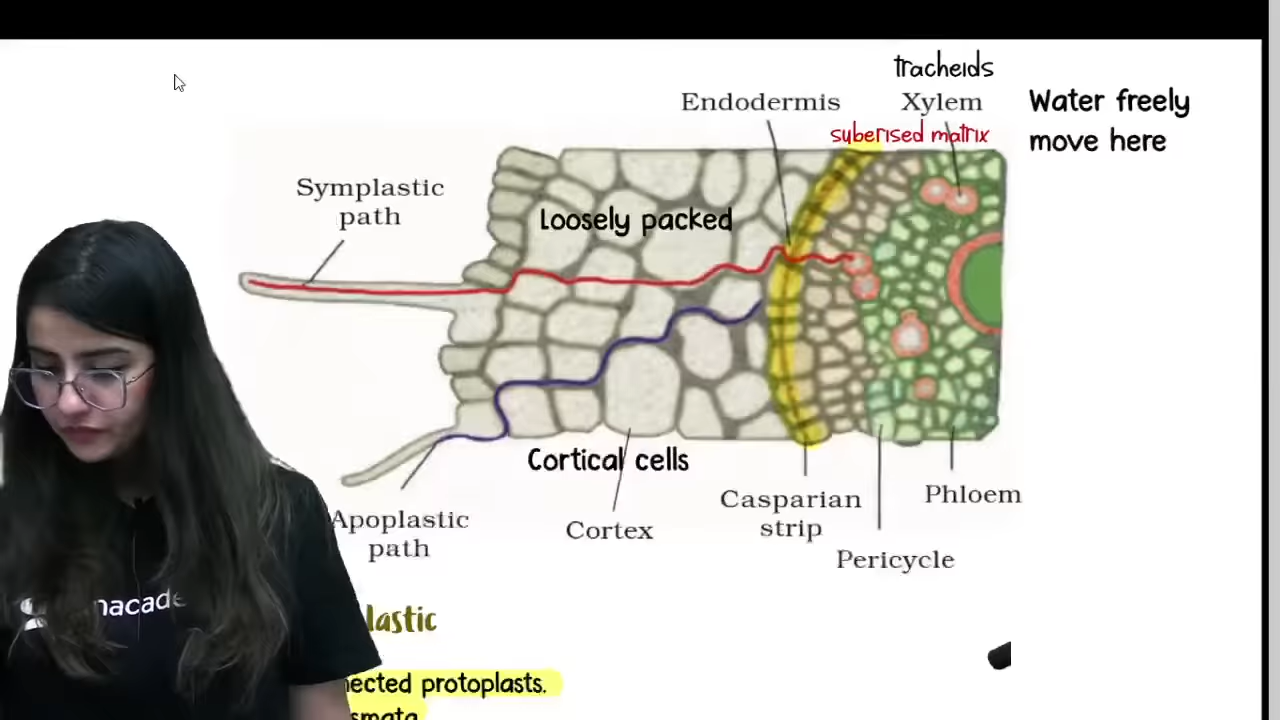 tracheids
Endodermis
Xylem
Water freely
move here
suberised matrix
Symplastic
path
Loosely packed
Cortical cells
Casparian
strip
Phloem
Apoplastic
path
Cortex
Pericycle
lastic
protoplasts.